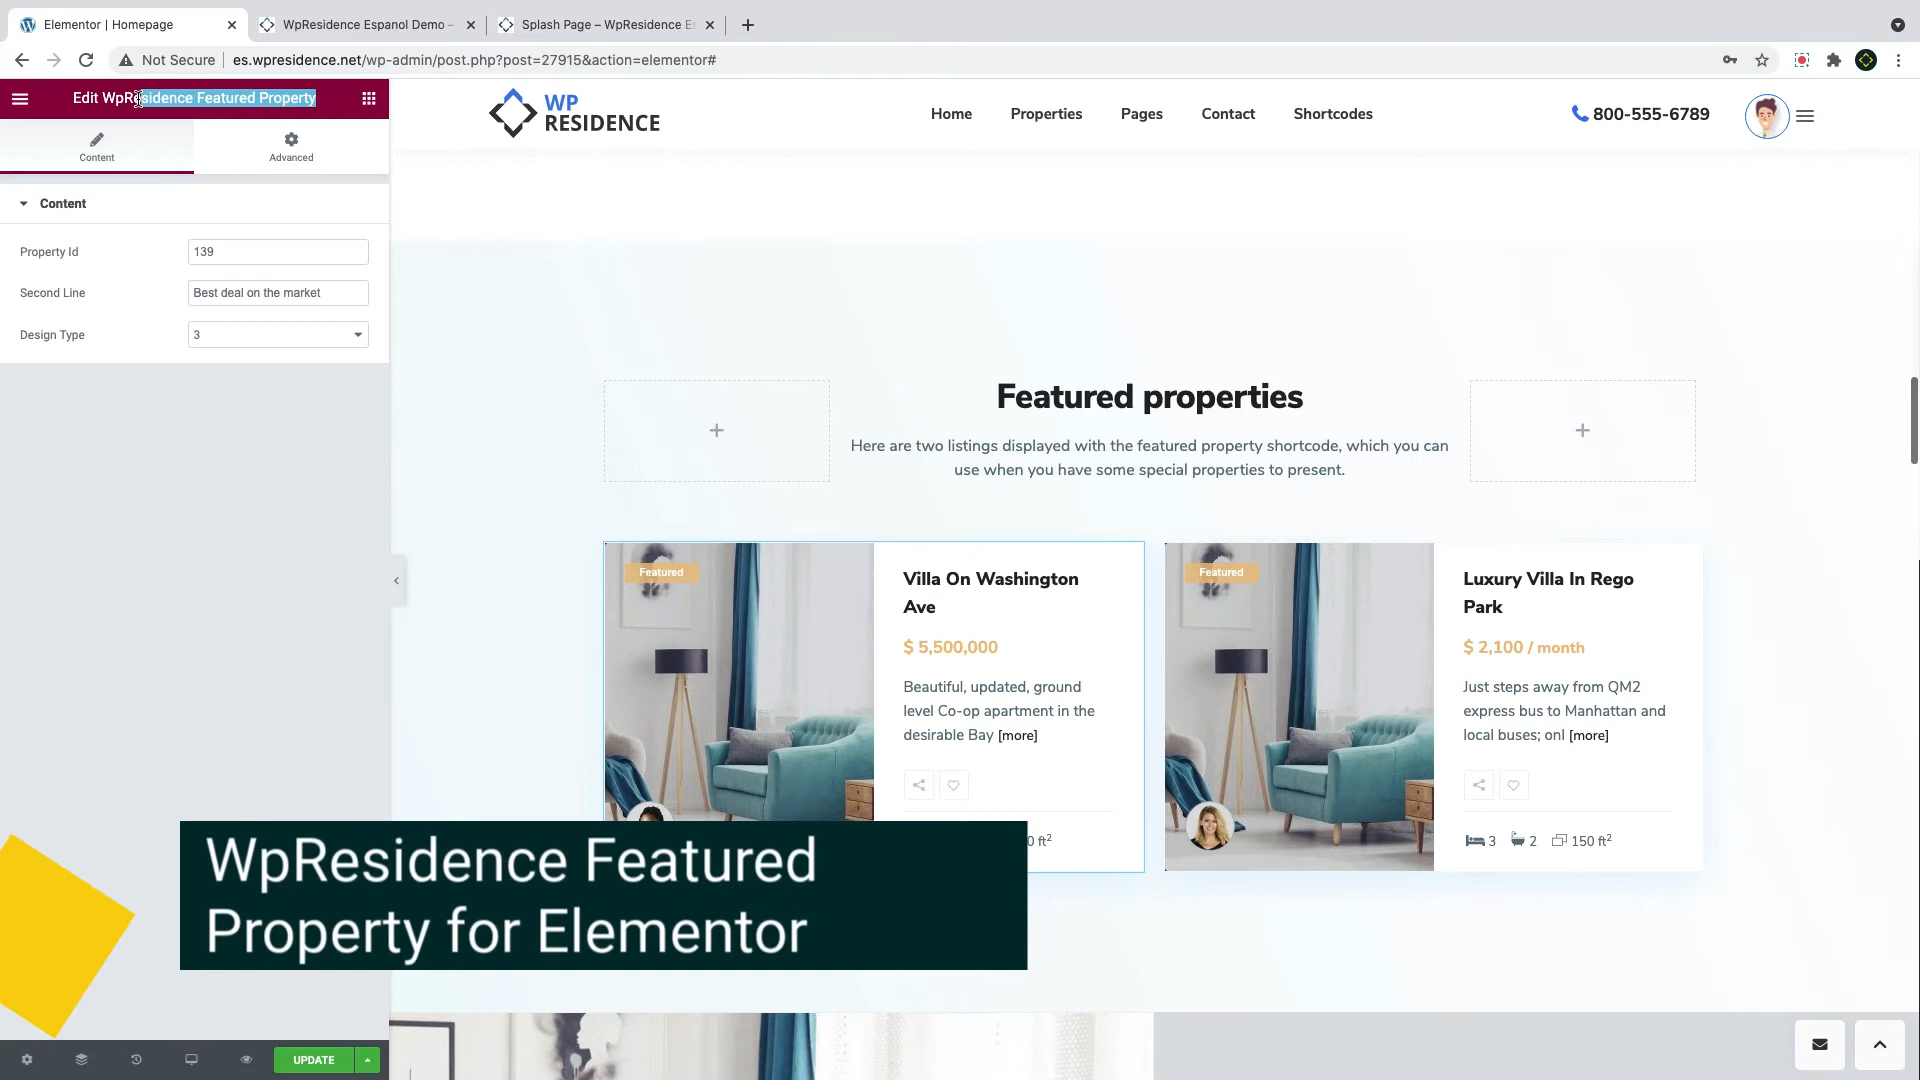 Elementor | Homepage
WpResidence Espanol Demo –
Splash Page – WpResidence Es
Not Secure
es.wpresidence.net/wp-admin/post.php?post=27915&action=elementor#
Edit WpResidence Featured Property
Content
Advanced
Content
Property Id
139
Second Line
Best deal on the market
Design Type
3
UPDATE
WP
RESIDENCE
Home
Properties
Pages
Contact
Shortcodes
800-555-6789
Featured properties
Here are two listings displayed with the featured property shortcode, which you can
use when you have some special properties to present.
Featured
Villa On Washington
Ave
$ 5,500,000
Beautiful, updated, ground
level Co-op apartment in the
desirable Bay [more]
0 ft²
Featured
Luxury Villa In Rego
Park
$ 2,100 / month
Just steps away from QM2
express bus to Manhattan and
local buses; onl [more]
3
2
150 ft²
WpResidence Featured
Property for Elementor